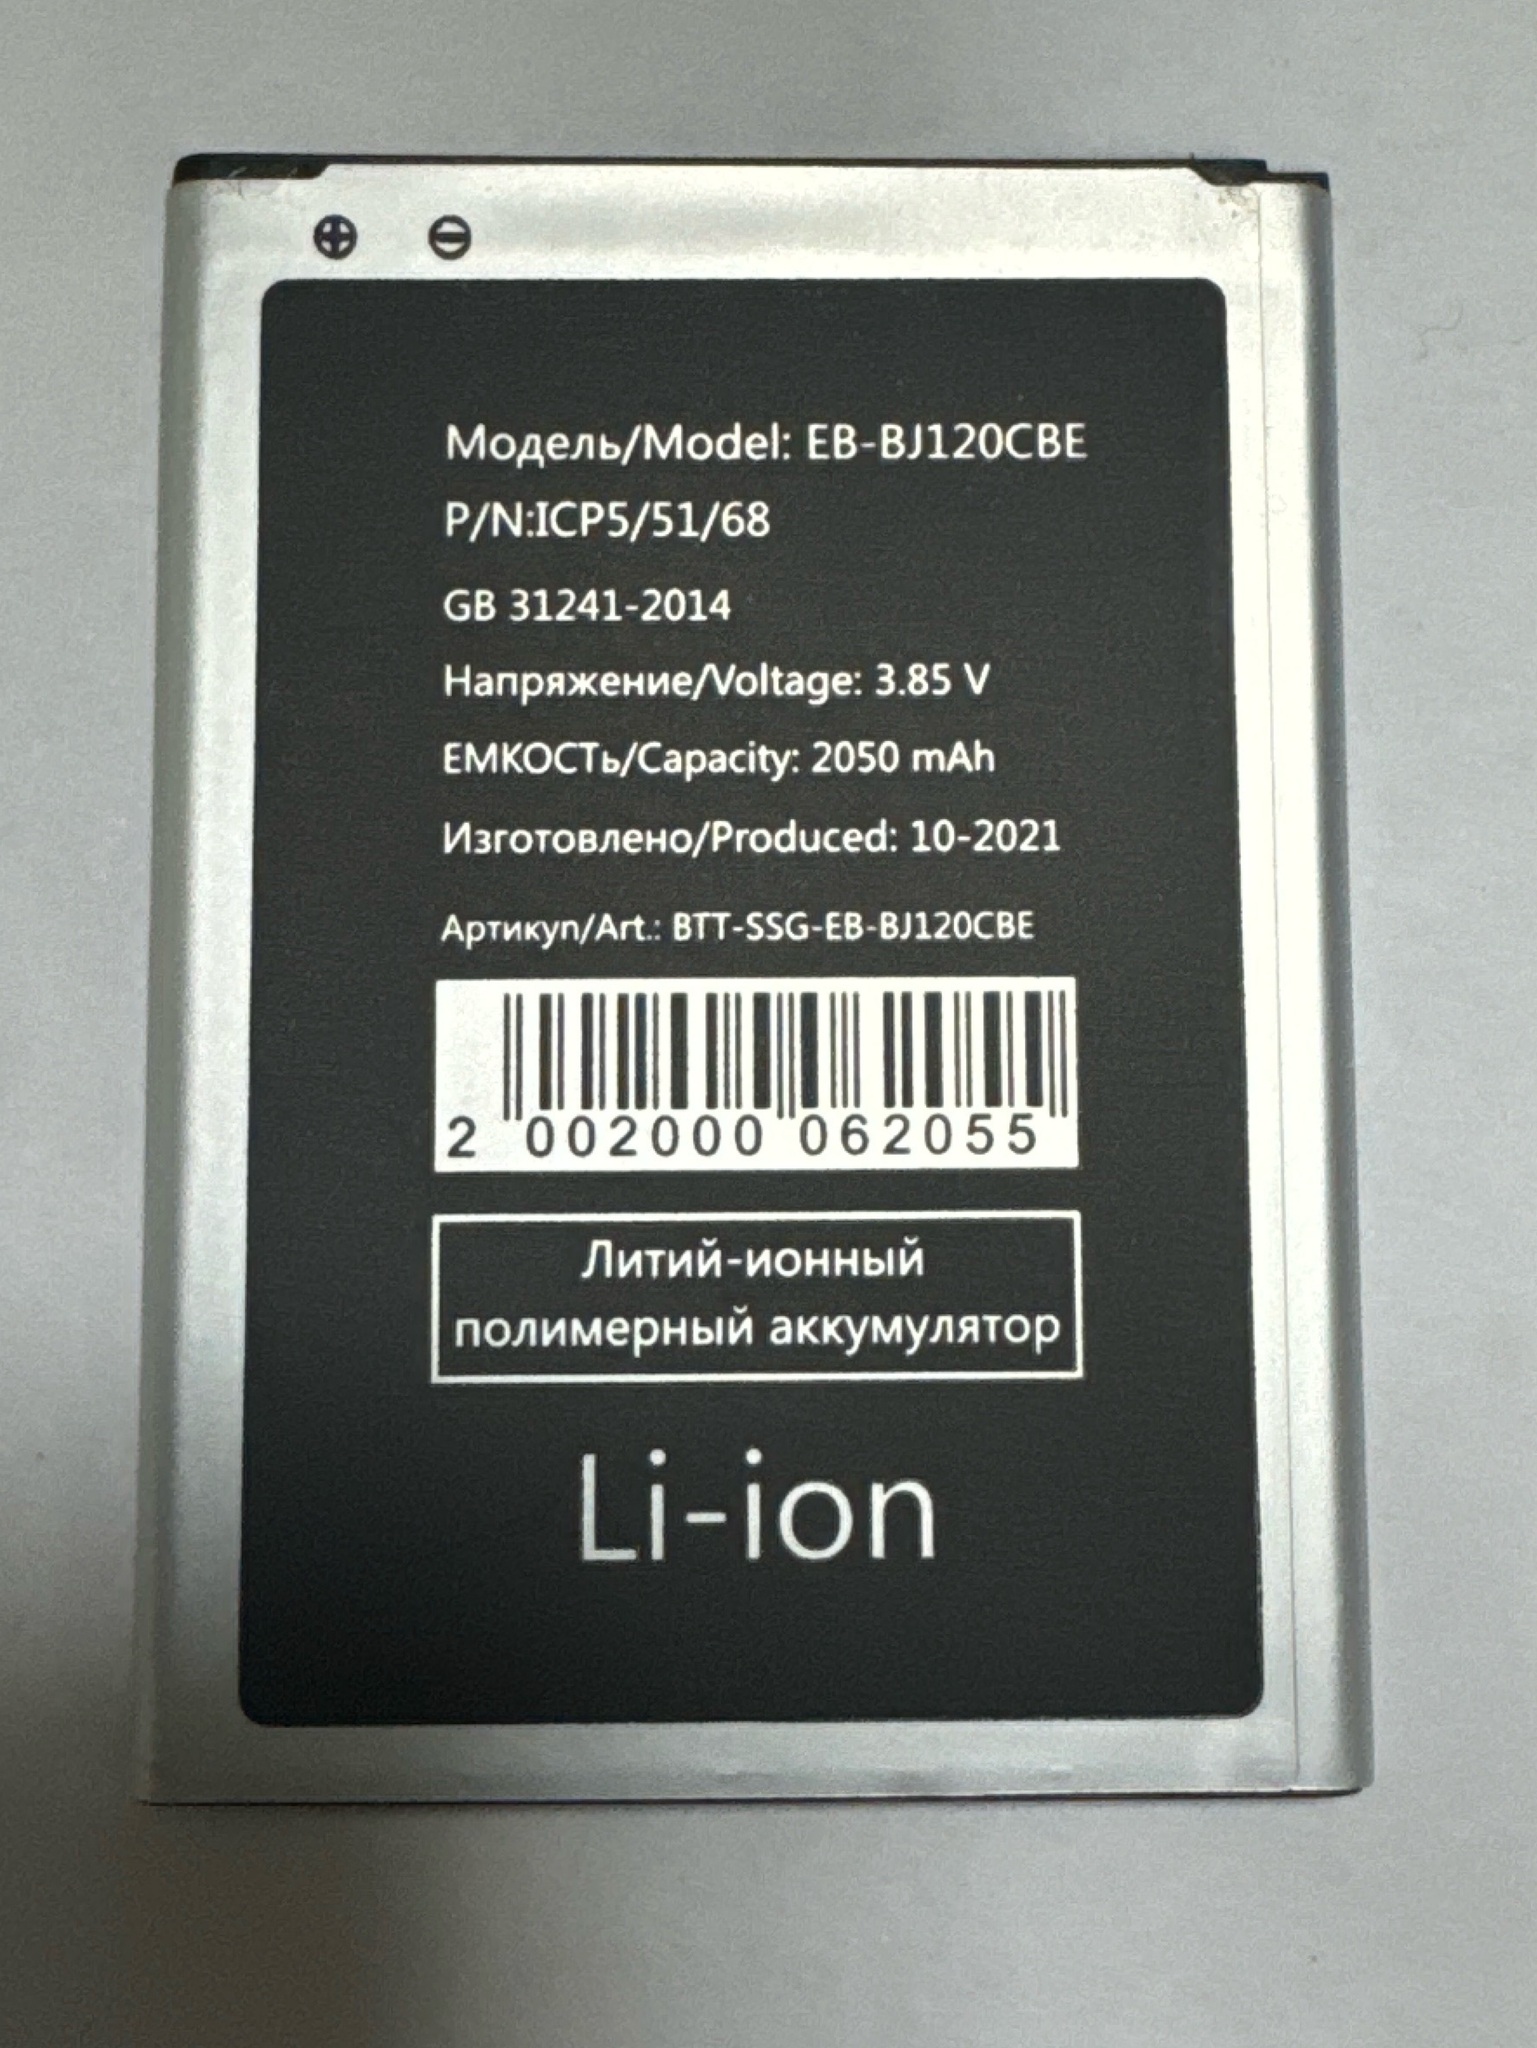 Модель/Model: EB-BJ120CBE
P/N:ICP5/51/68
GB 31241-2014
Напряжение/Voltage: 3.85 V
ЕМКОСТь/Capacity: 2050 mAh
Изготовлено/Produced: 10-2021
Артикул/Art.: BTT-SSG-EB-BJ120CBE
2 002000 062055
Литий-ионный
полимерный аккумулятор
Li-ion